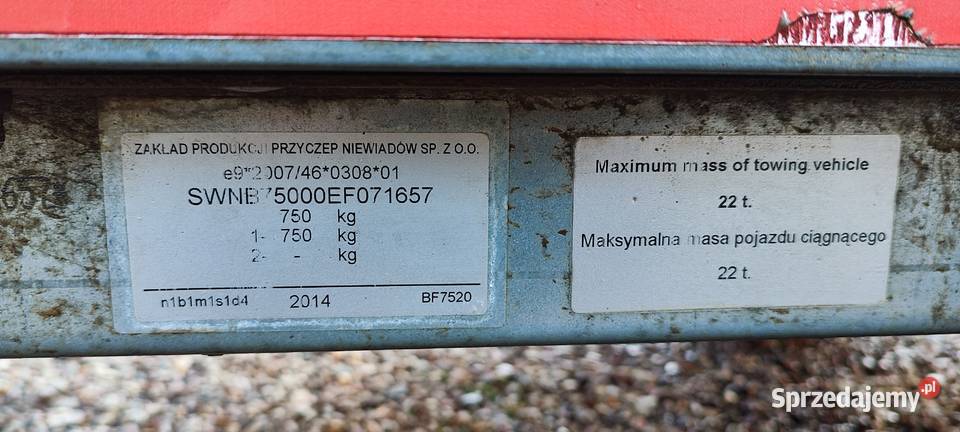 ZAKŁAD PRODUKCJI PRZYCZEP NIEWIADÓW SP. Z O.O.
e9*2007/46*0308*01
SWNB75000EF071657
750 kg
1- 750 kg
2- - kg
n1b1m1s1d4 2014 BF7520
Maximum mass of towing vehicle
22 t.
Maksymalna masa pojazdu ciągnącego
22 t.
Sprzedajemy.pl